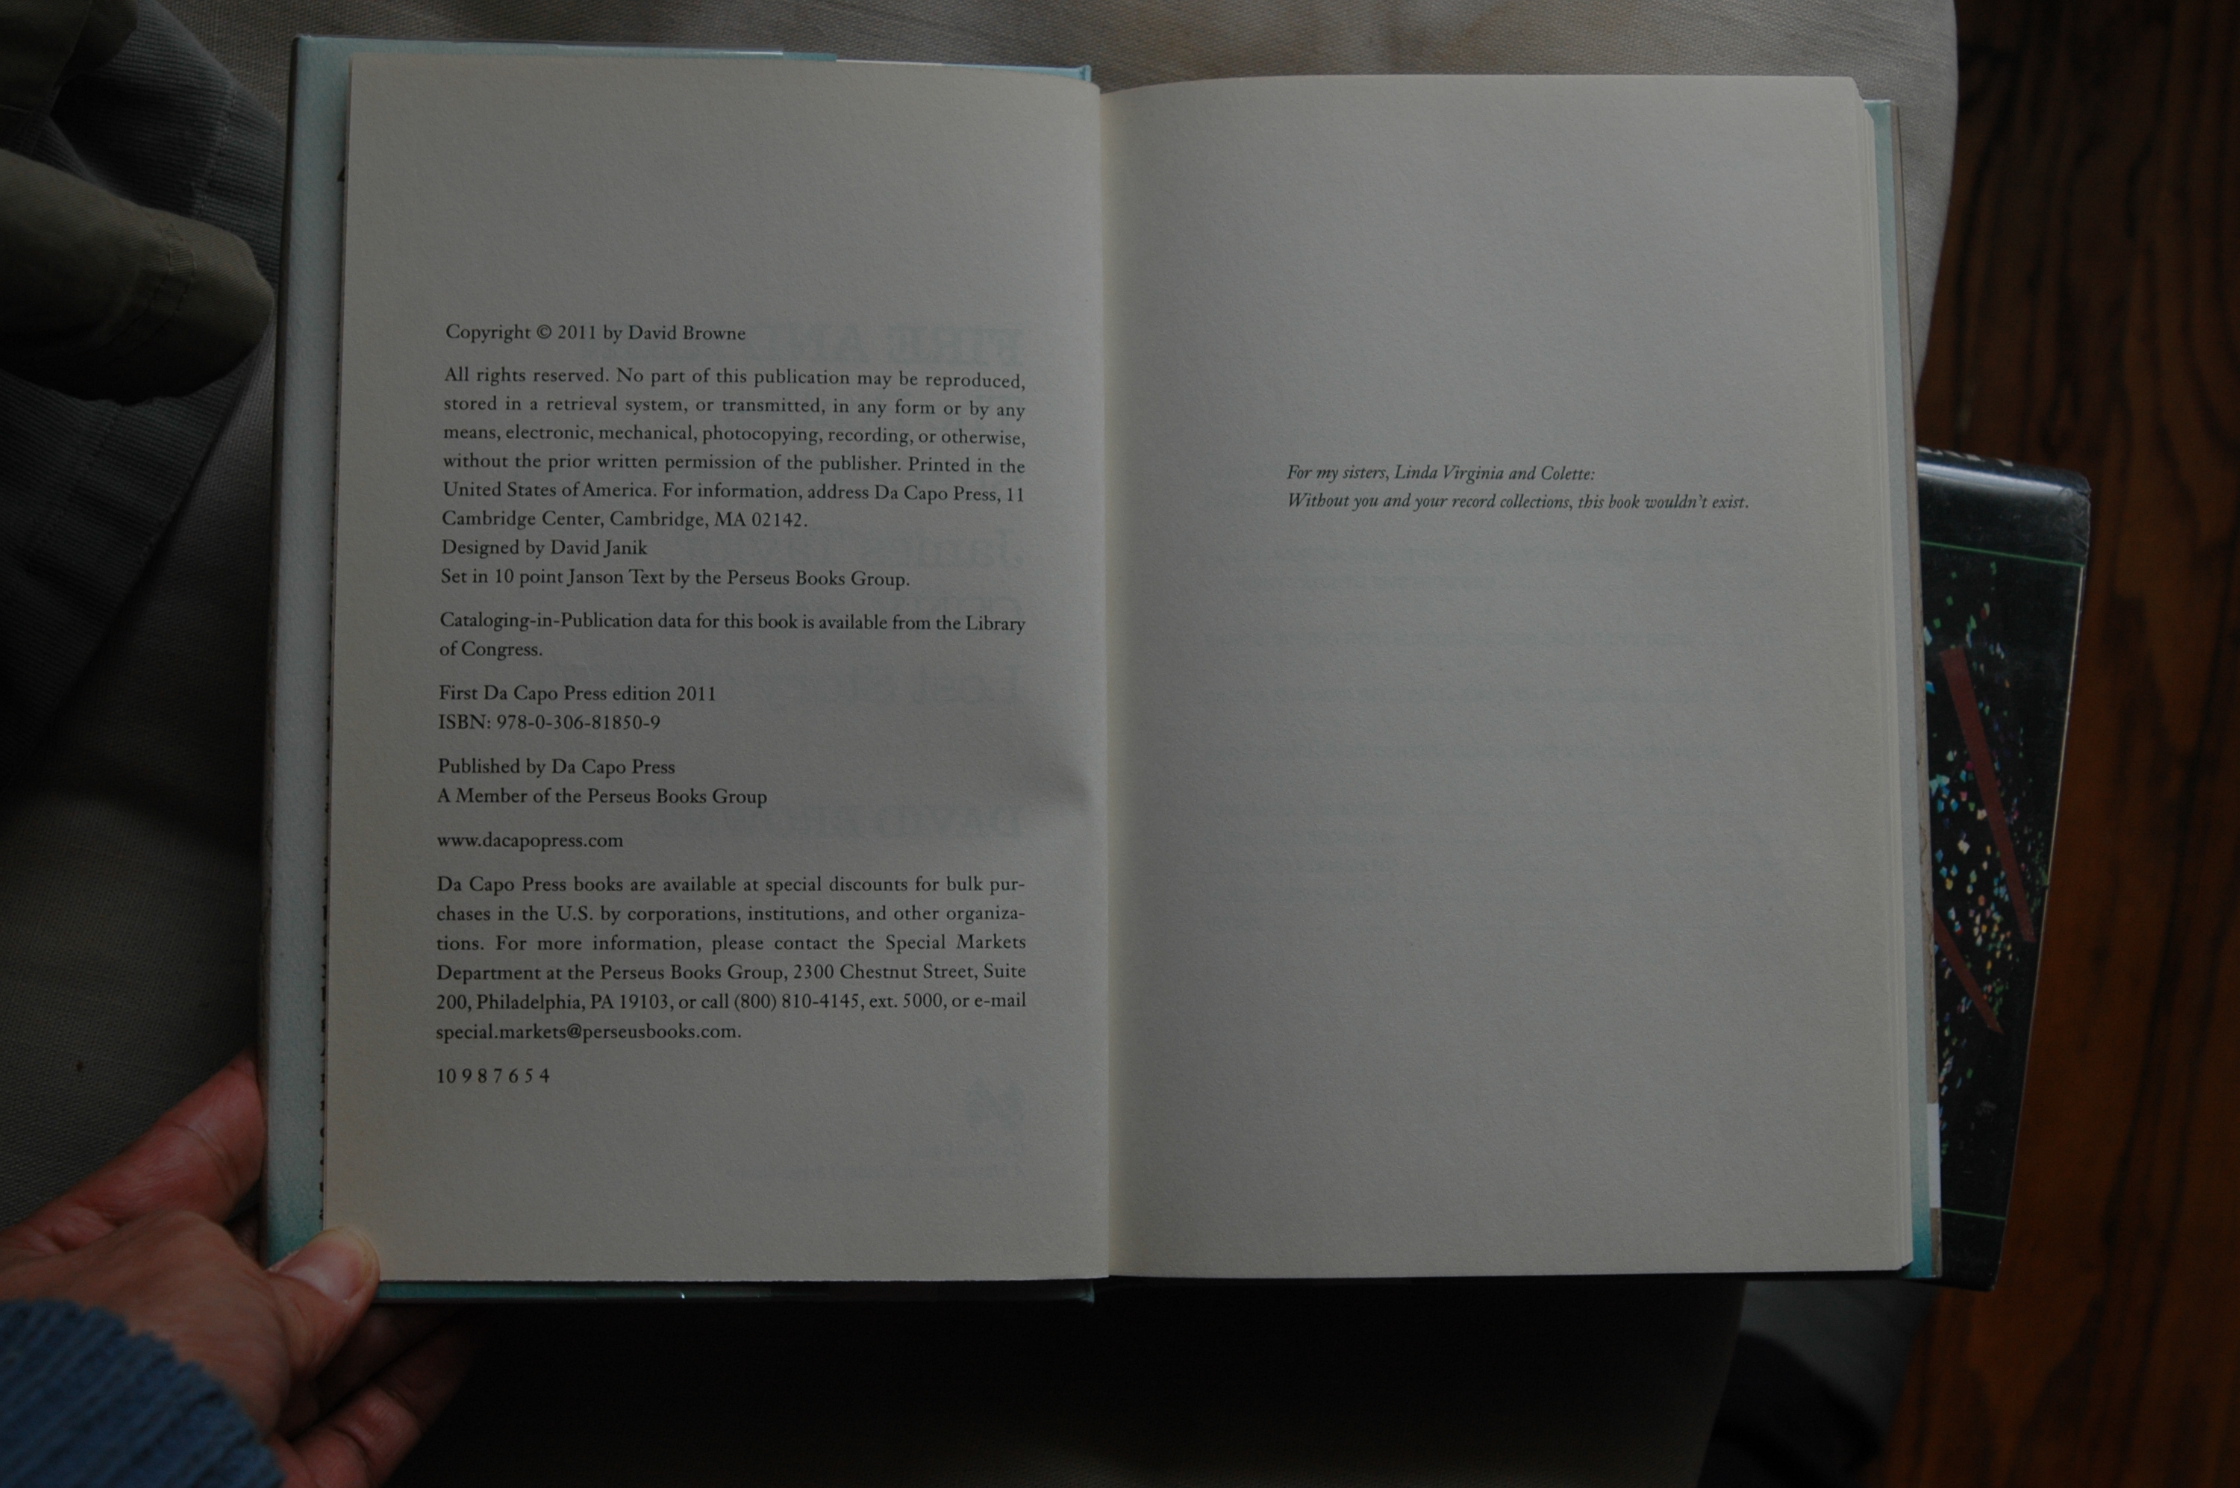 Copyright © 2011 by David Browne
All rights reserved. No part of this publication may be reproduced,
stored in a retrieval system, or transmitted, in any form or by any
means, electronic, mechanical, photocopying, recording, or otherwise,
without the prior written permission of the publisher. Printed in the
United States of America. For information, address Da Capo Press, 11
Cambridge Center, Cambridge, MA 02142.
Designed by David Janik
Set in 10 point Janson Text by the Perseus Books Group.
Cataloging-in-Publication data for this book is available from the Library
of Congress.
First Da Capo Press edition 2011
ISBN: 978-0-306-81850-9
Published by Da Capo Press
A Member of the Perseus Books Group
www.dacapopress.com
Da Capo Press books are available at special discounts for bulk pur-
chases in the U.S. by corporations, institutions, and other organiza-
tions. For more information, please contact the Special Markets
Department at the Perseus Books Group, 2300 Chestnut Street, Suite
200, Philadelphia, PA 19103, or call (800) 810-4145, ext. 5000, or e-mail
special.markets@perseusbooks.com.
10 9 8 7 6 5 4
For my sisters, Linda Virginia and Colette:
Without you and your record collections, this book wouldn't exist.